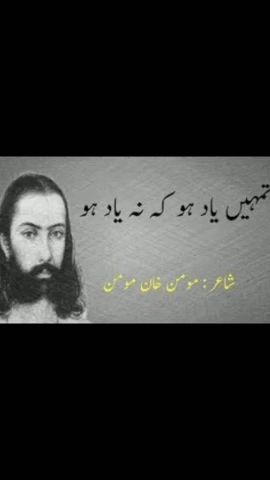 تمہیں یاد ہو کہ نہ یاد ہو
شاعر : مومن خان مومن